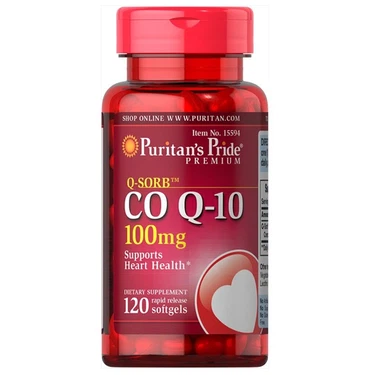 SHOP ONLINE WWW.PURITAN.COM
Item No. 15594
Puritan's Pride®
PREMIUM
Q-SORB™
CO Q-10
100mg
Supports
Heart Health*
DIETARY SUPPLEMENT
120 rapid release
softgels